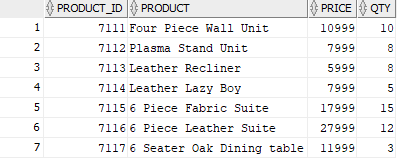 PRODUCT_ID PRODUCT PRICE QTY
1 7111 Four Piece Wall Unit 10999 10
2 7112 Plasma Stand Unit 7999 8
3 7113 Leather Recliner 5999 8
4 7114 Leather Lazy Boy 7999 5
5 7115 6 Piece Fabric Suite 17999 15
6 7116 6 Piece Leather Suite 27999 12
7 7117 6 Seater Oak Dining table 11999 3